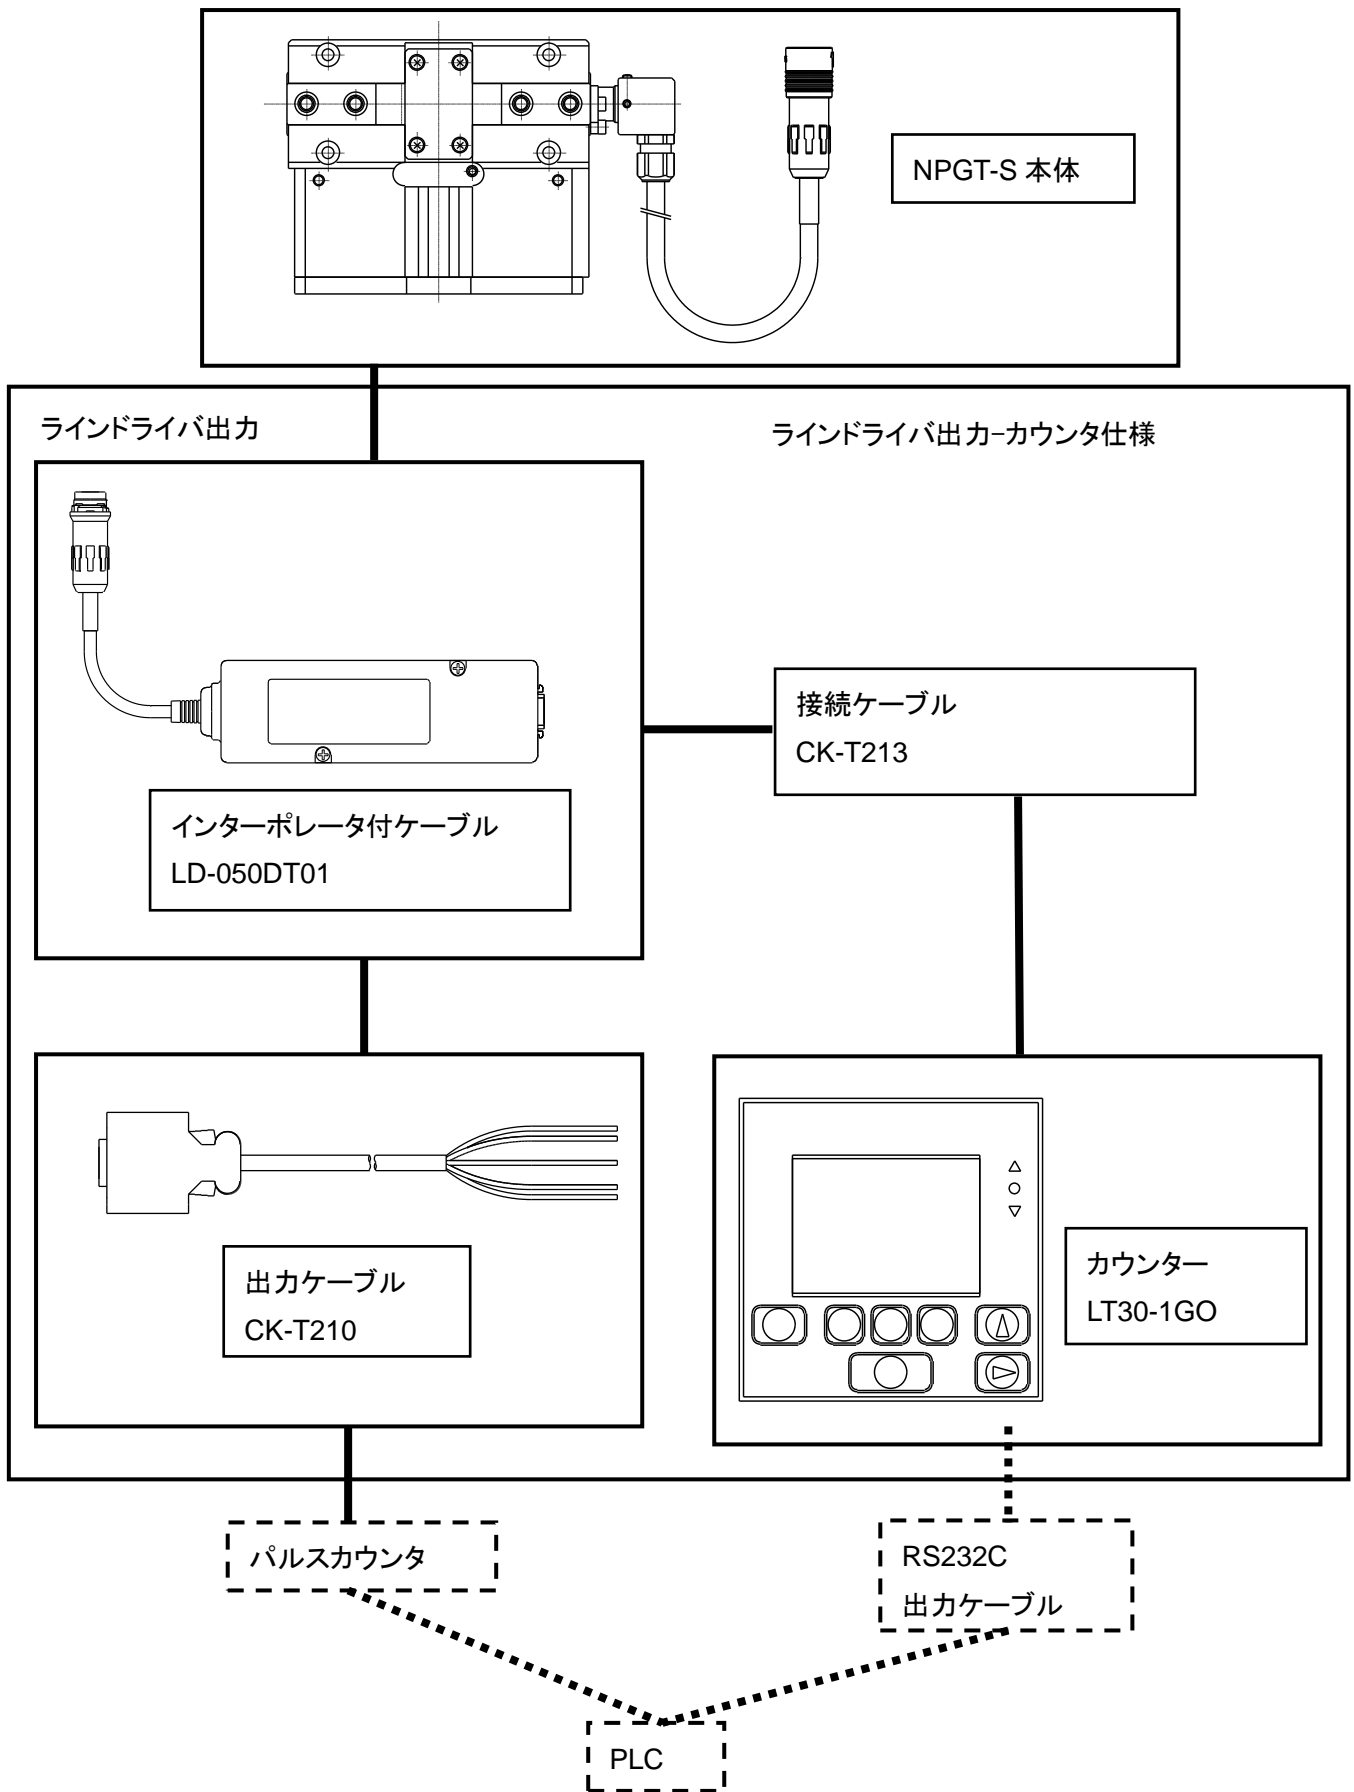 NPGT-S 本体
ラインドライバ出力
ラインドライバ出力−カウンタ仕様
接続ケーブル
CK-T213
インターポレータ付ケーブル
LD-050DT01
出力ケーブル
CK-T210
カウンター
LT30-1GO
パルスカウンタ
RS232C
出力ケーブル
PLC